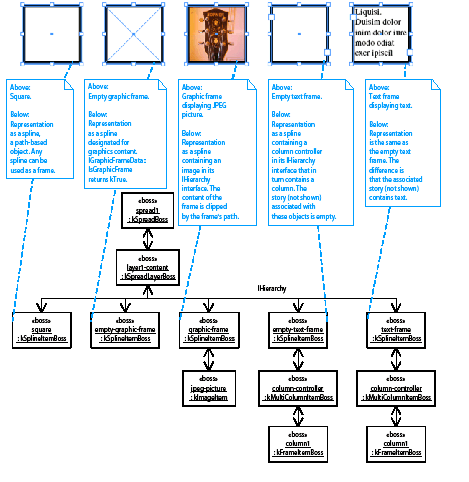 Liquisi.
Duisim dolor
inim dolor iure
modo odiat
exer ipiscil
Above:
Square.
Below:
Representation
as a spline,
a path-based
object. Any
spline can be
used as a frame.
Above:
Empty graphic frame.
Below:
Representation
as a spline
designated for
graphics content.
IGraphicFrameData::
IsGraphicFrame
returns kTrue.
Above:
Graphic frame
displaying JPEG
picture.
Below:
Representation
as a spline
containing an
image in its
IHierarchy
interface. The
content of the
frame is clipped
by the frame's path.
Above:
Empty text frame.
Below:
Representation
as a spline
containing a
column controller
in its IHierarchy
interface that in
turn contains a
column. The
story (not shown)
associated with
these objects is empty.
Above:
Text frame
displaying text.
Below:
Representation
is the same as
the empty text
frame. The
difference is
that the associated
story (not shown)
contains text.
«boss»
spread1
: kSpreadBoss
«boss»
layer1-content
: kSpreadLayerBoss
IHierarchy
«boss»
square
: kSplineItemBoss
«boss»
empty-graphic-frame
: kSplineItemBoss
«boss»
graphic-frame
: kSplineItemBoss
«boss»
empty-text-frame
: kSplineItemBoss
«boss»
text-frame
: kSplineItemBoss
«boss»
jpeg-picture
: kImageItem
«boss»
column-controller
: kMultiColumnItemBoss
«boss»
column-controller
: kMultiColumnItemBoss
«boss»
column1
: kFrameItemBoss
«boss»
column1
: kFrameItemBoss